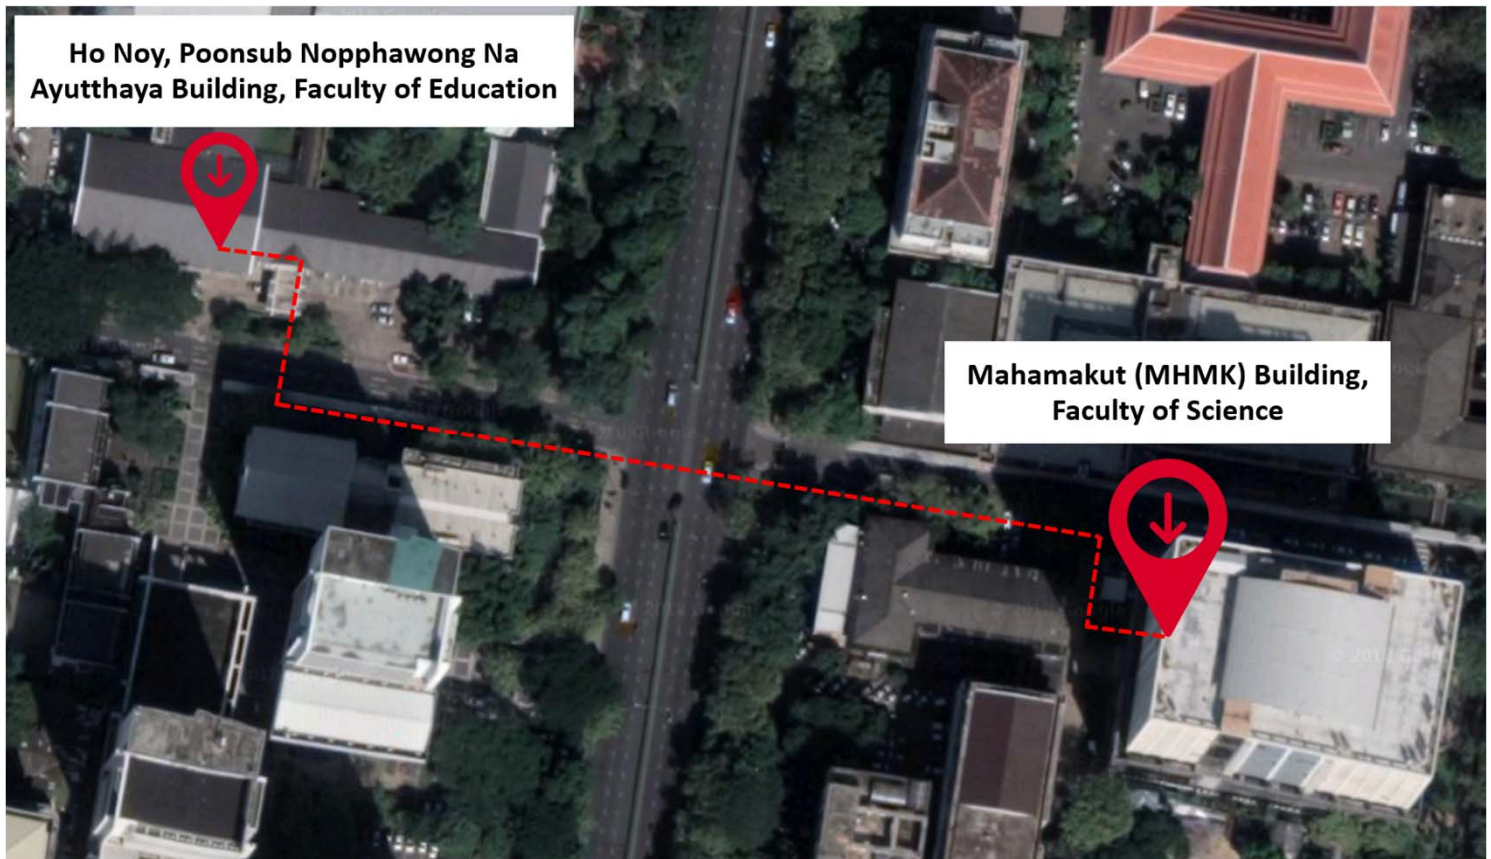 Ho Noy, Poonsub Nopphawong Na
Ayutthaya Building, Faculty of Education
Mahamakut (MHMK) Building,
Faculty of Science